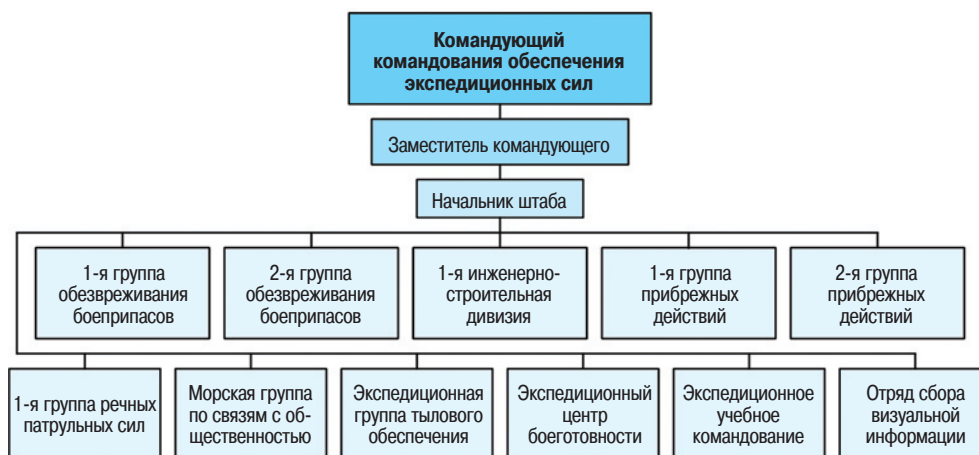 Командующий
командования обеспечения
экспедиционных сил
Заместитель командующего
Начальник штаба
1-я группа
обезвреживания
боеприпасов
2-я группа
обезвреживания
боеприпасов
1-я инженерно-
строительная
дивизия
1-я группа
прибрежных
действий
2-я группа
прибрежных
действий
1-я группа речных
патрульных сил
Морская группа
по связям с об-
щественностью
Экспедиционная
группа тылового
обеспечения
Экспедиционный
центр
боеготовности
Экспедиционное
учебное
командование
Отряд сбора
визуальной
информации